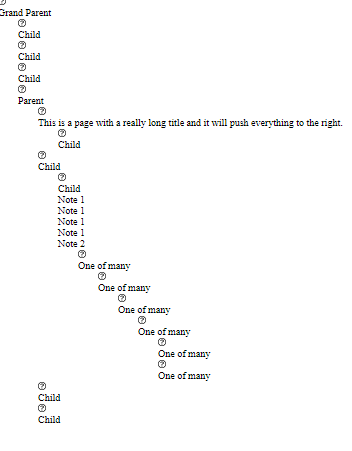 Grand Parent
Child
Child
Child
Parent
This is a page with a really long title and it will push everything to the right.
Child
Child
Child
Note 1
Note 1
Note 1
Note 1
Note 2
One of many
One of many
One of many
One of many
One of many
One of many
Child
Child